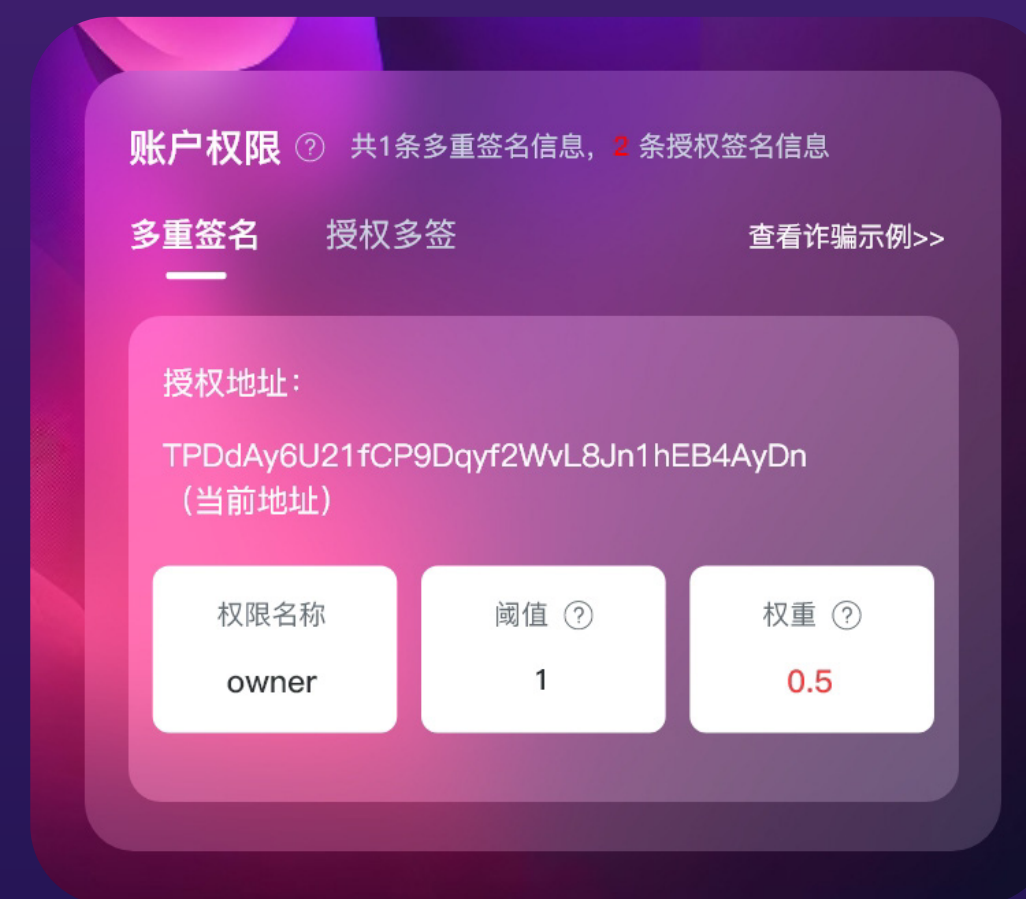 账户权限 ? 共1条多重签名信息, 2 条授权签名信息
多重签名 授权多签 查看诈骗示例>>
授权地址:
TPDdAy6U21fCP9Dqyf2WvL8Jn1hEB4AyDn
(当前地址)
权限名称 阈值 ? 权重 ?
owner 1 0.5